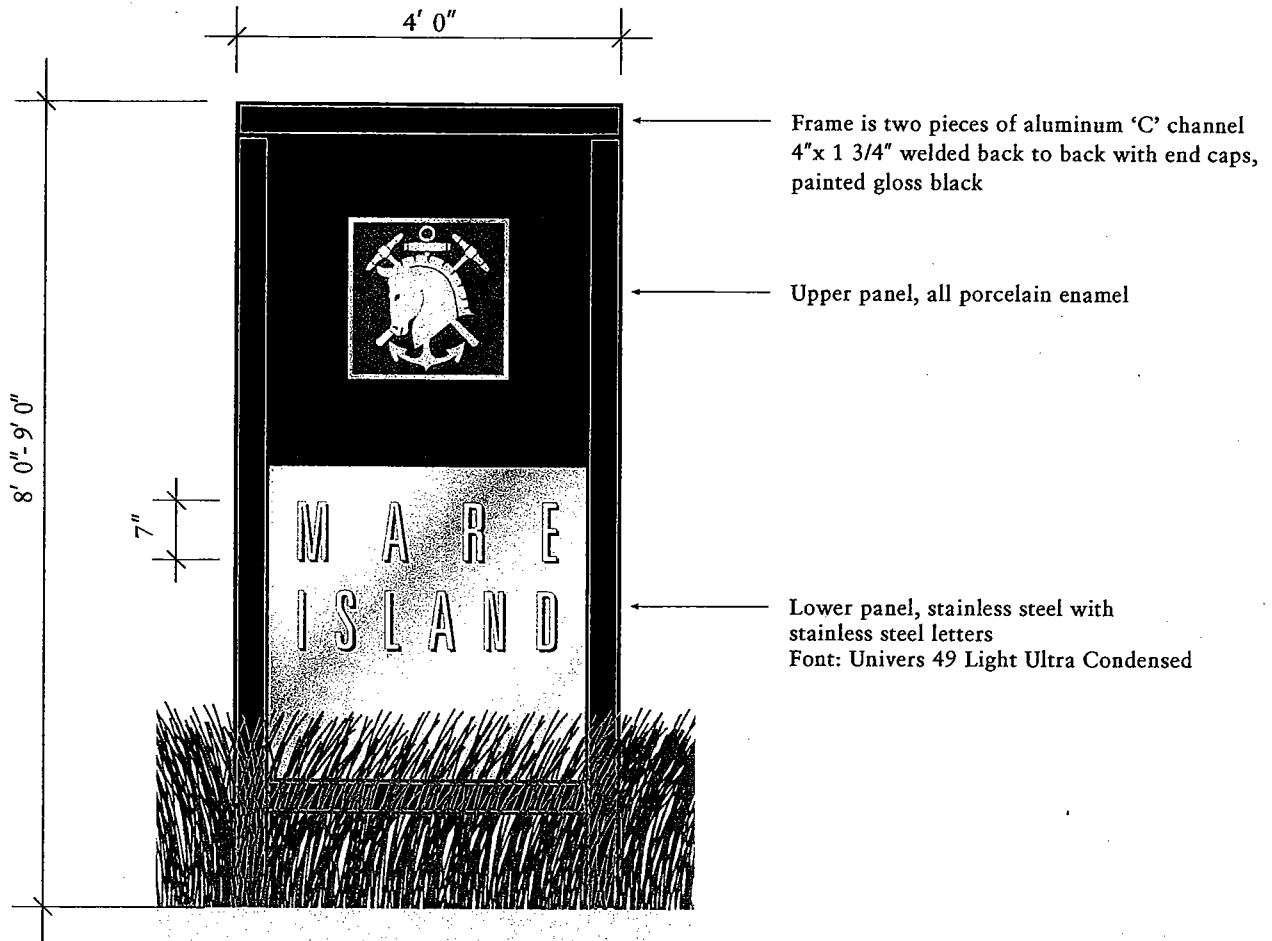 4' 0"
Frame is two pieces of aluminum ‘C’ channel
4"x 1 3/4" welded back to back with end caps,
painted gloss black
Upper panel, all porcelain enamel
8' 0"- 9' 0"
7"
MARE
ISLAND
Lower panel, stainless steel with
stainless steel letters
Font: Univers 49 Light Ultra Condensed